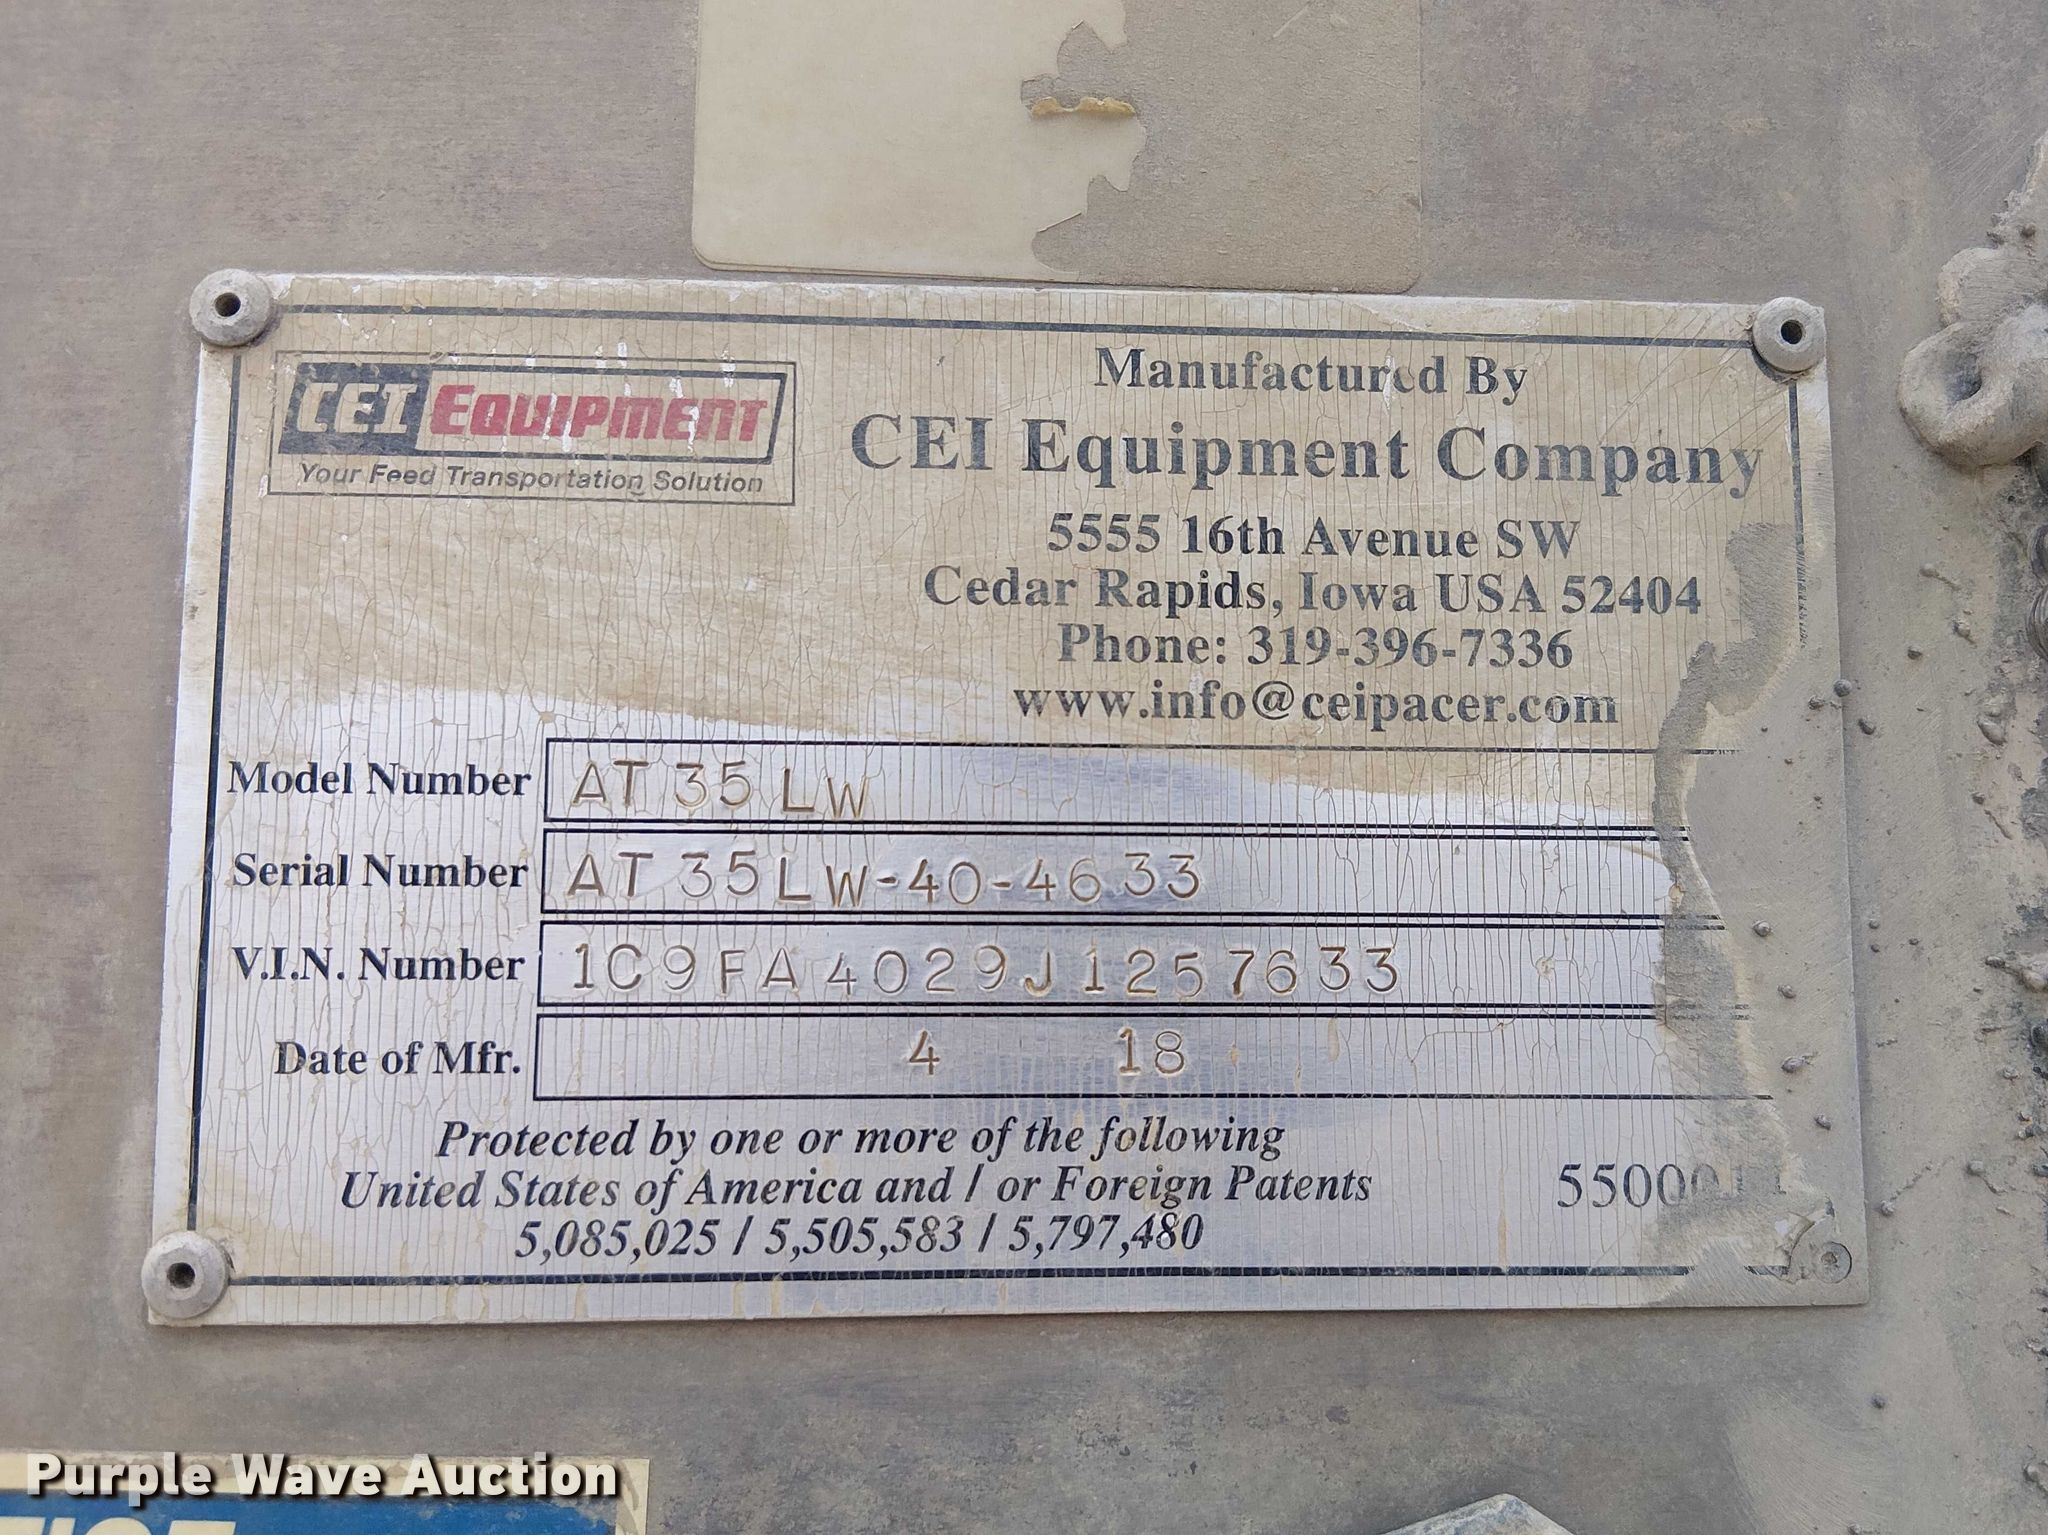 CEI EQUIPMENT
Your Feed Transportation Solution
Manufactured By
CEI Equipment Company
5555 16th Avenue SW
Cedar Rapids, Iowa USA 52404
Phone: 319-396-7336
www.info@ceipacer.com
Model Number AT 35 LW
Serial Number AT 35LW-40-4633
V.I.N. Number 1C9FA4029J1257633
Date of Mfr. 4 18
Protected by one or more of the following
United States of America and / or Foreign Patents
5,085,025 / 5,505,583 / 5,797,480
Purple Wave Auction